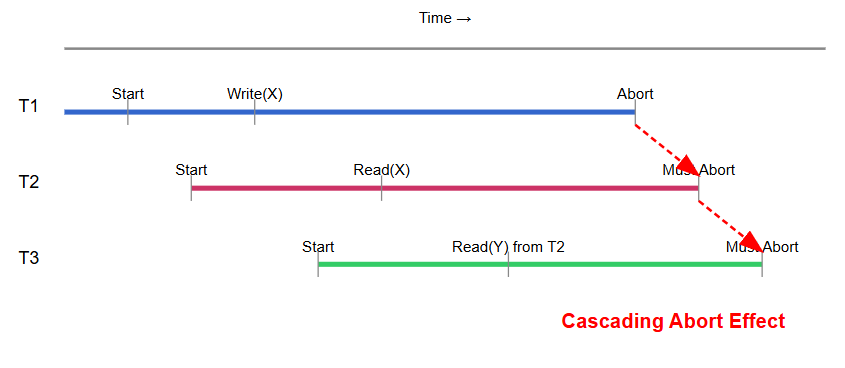 Time →
Start Write(X) Abort
T1
Start Read(X) Must Abort
T2
Start Read(Y) from T2 Must Abort
T3
Cascading Abort Effect